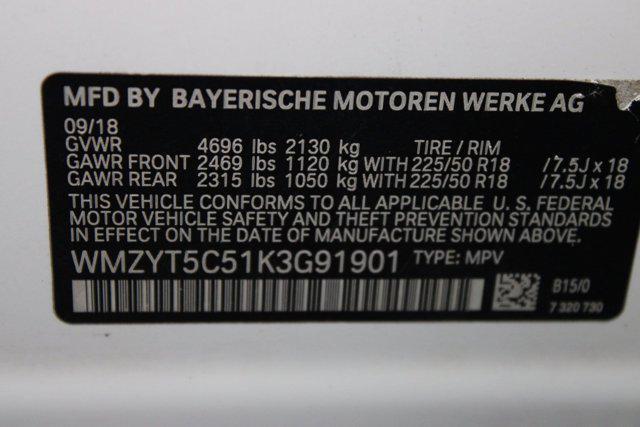 MFD BY BAYERISCHE MOTOREN WERKE AG
09/18
GVWR 4696 lbs 2130 kg TIRE / RIM
GAWR FRONT 2469 lbs 1120 kg WITH 225/50 R18 /7.5J x 18
GAWR REAR 2315 lbs 1050 kg WITH 225/50 R18 /7.5J x 18
THIS VEHICLE CONFORMS TO ALL APPLICABLE U. S. FEDERAL
MOTOR VEHICLE SAFETY AND THEFT PREVENTION STANDARDS
IN EFFECT ON THE DATE OF MANUFACTURE SHOWN ABOVE.
WMZYT5C51K3G91901 TYPE: MPV
B15/0
7 320 730